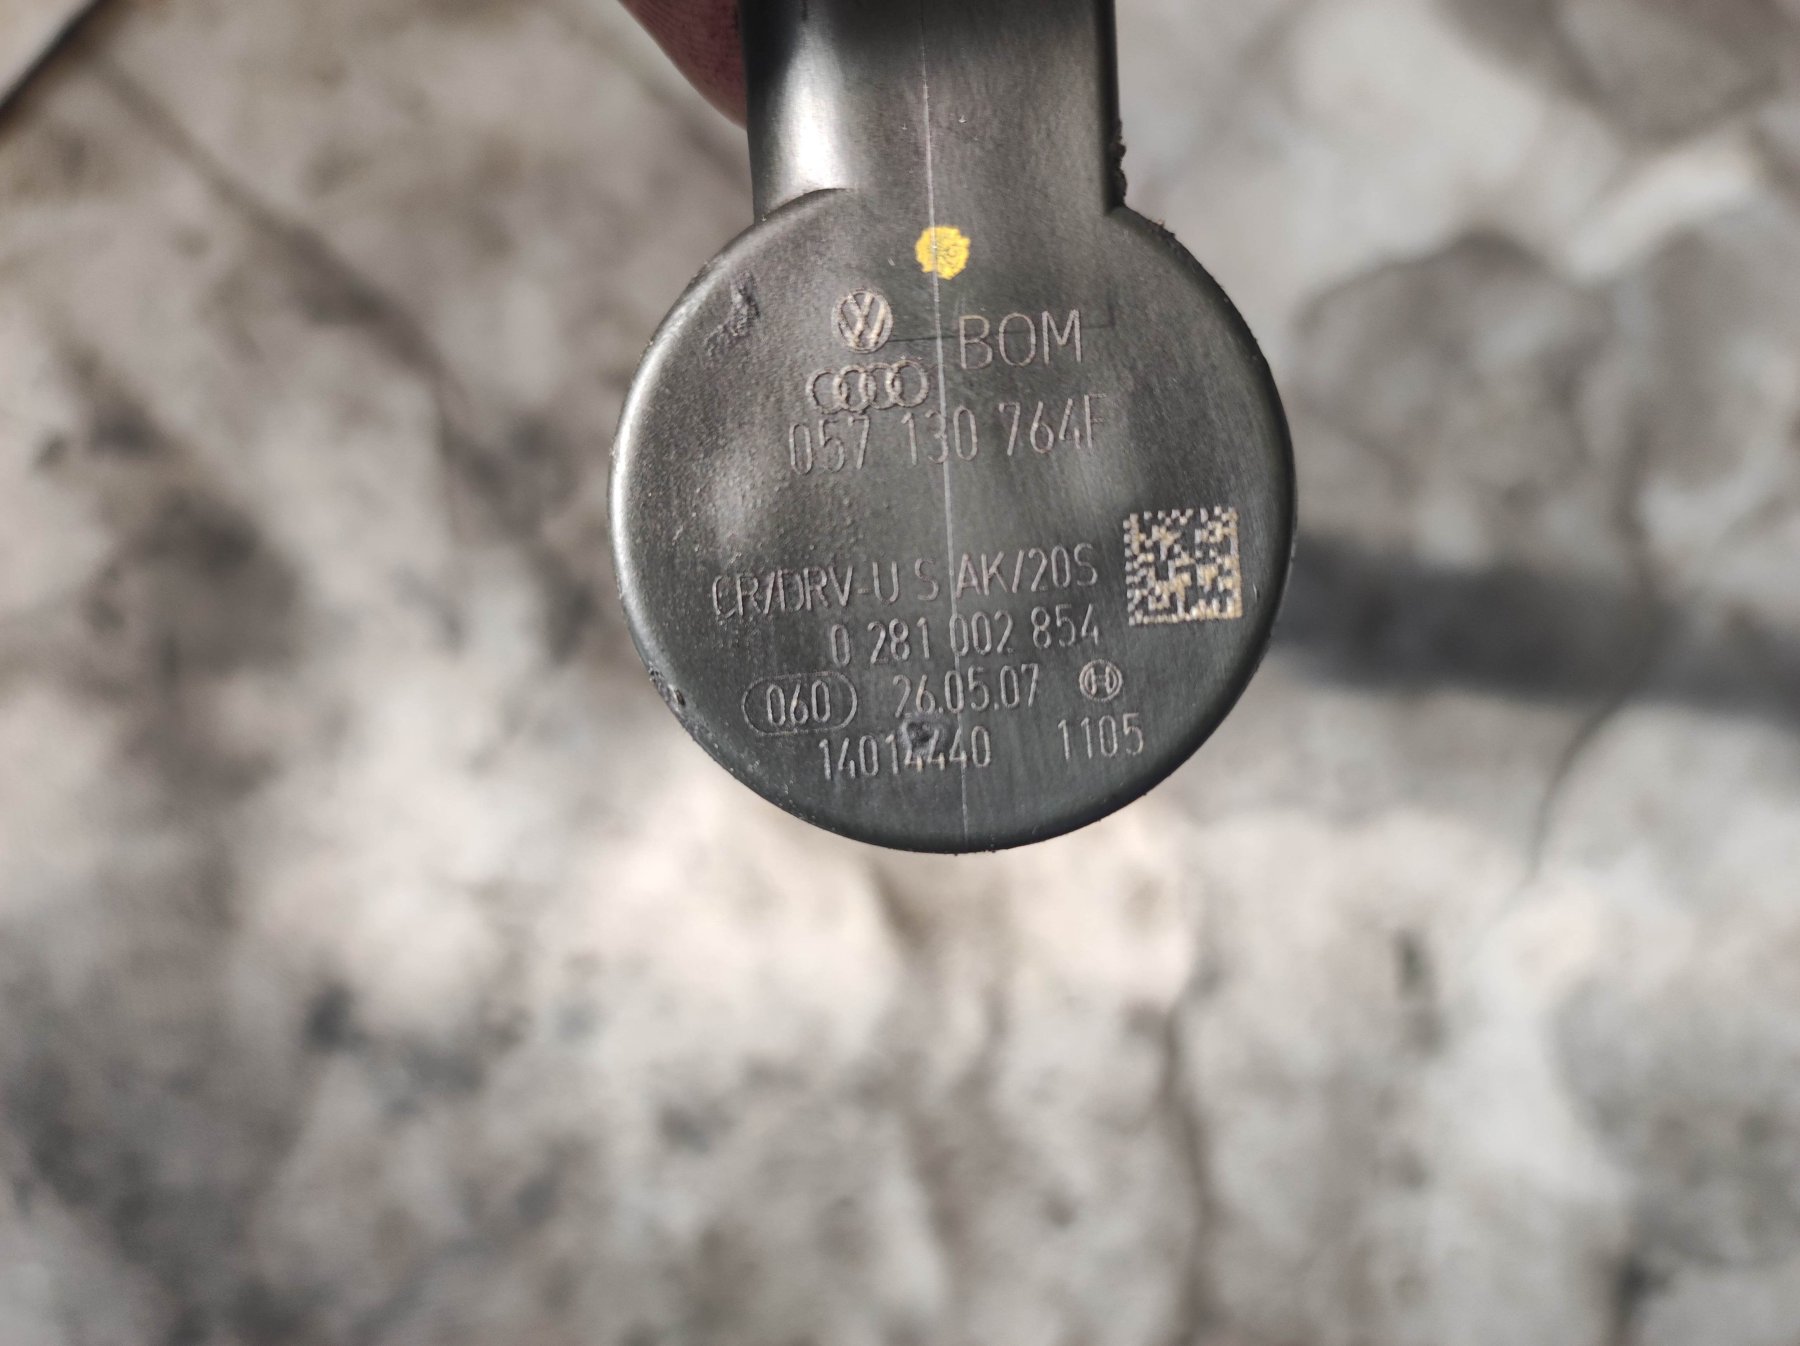 BOM
057 130 764F
CR/DRV-U S AK/20S
0 281 002 854
060 26.05.07
14014440 1105